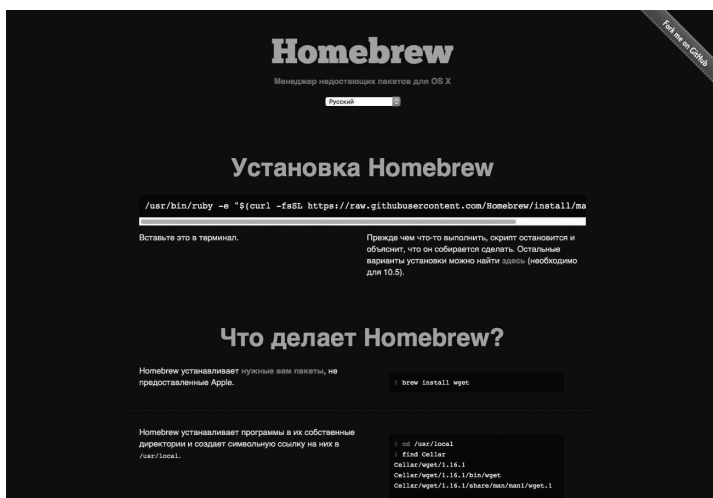 Fork me on GitHub
Homebrew
Менеджер недостающих пакетов для OS X
Русский
Установка Homebrew
/usr/bin/ruby -e "$(curl -fsSL https://raw.githubusercontent.com/Homebrew/install/ma
Вставьте это в терминал.
Прежде чем что-то выполнить, скрипт остановится и
объяснит, что он собирается сделать. Остальные
варианты установки можно найти здесь (необходимо
для 10.5).
Что делает Homebrew?
Homebrew устанавливает нужные вам пакеты, не
предоставленные Apple.
$ brew install wget
Homebrew устанавливает программы в их собственные
директории и создает символьную ссылку на них в
/usr/local.
$ cd /usr/local
$ find Cellar
Cellar/wget/1.16.1
Cellar/wget/1.16.1/bin/wget
Cellar/wget/1.16.1/share/man/man1/wget.1